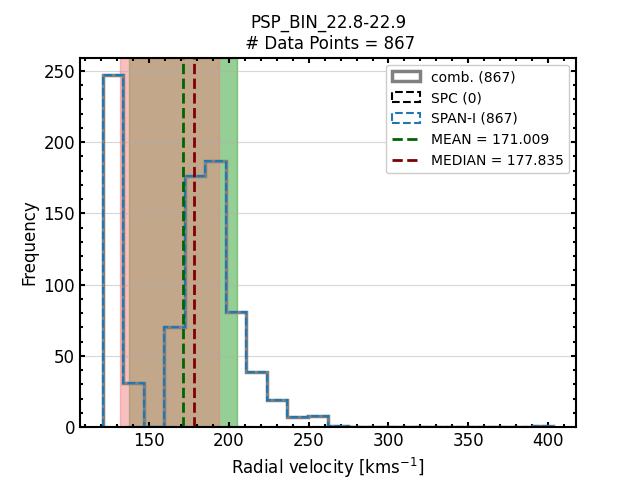 PSP_BIN_22.8-22.9
# Data Points = 867
comb. (867)
SPC (0)
SPAN-I (867)
MEAN = 171.009
MEDIAN = 177.835
Frequency
250
200
150
100
50
0
150 200 250 300 350 400
Radial velocity [kms⁻¹]